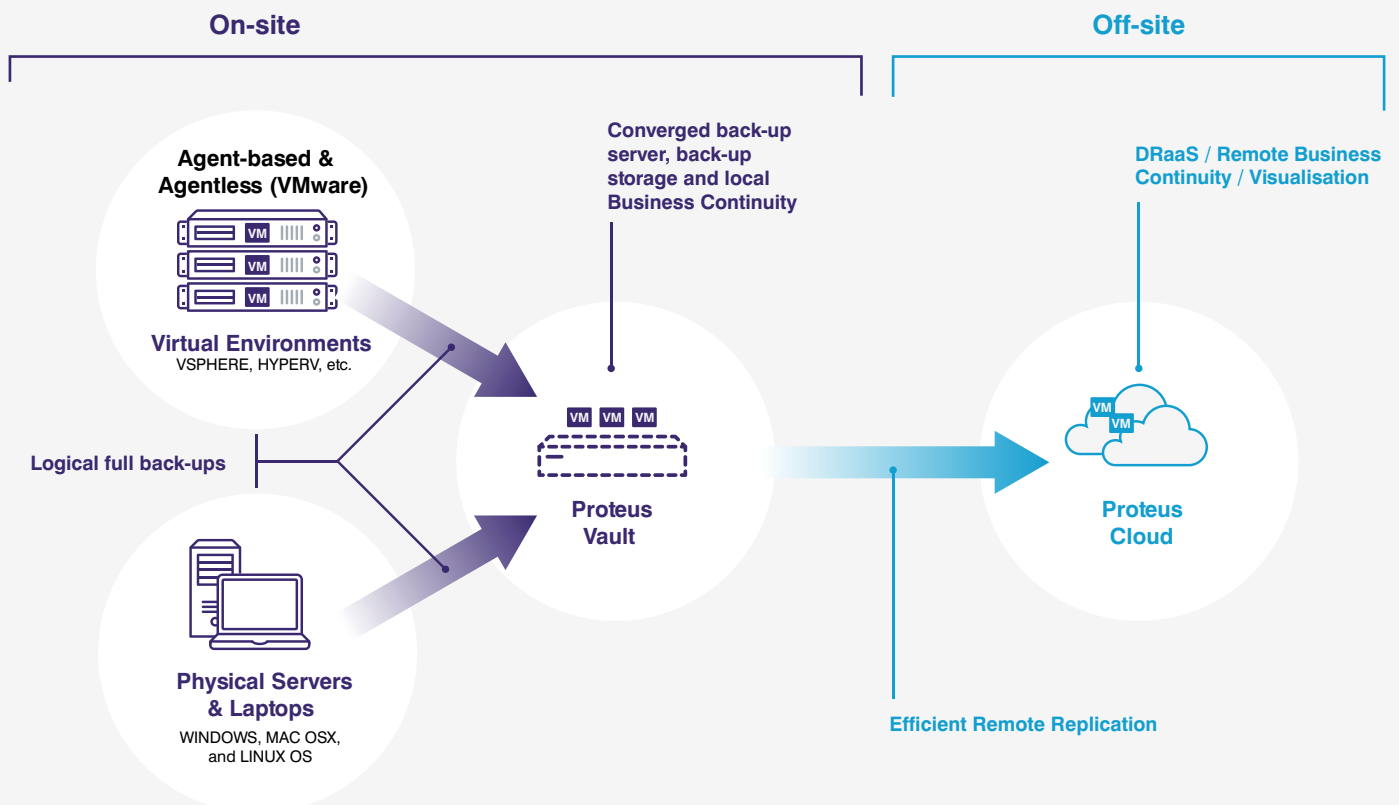 On-site
Off-site
Agent-based &
Agentless (VMware)
VM
VM
VM
Virtual Environments
VSPHERE, HYPERV, etc.
Logical full back-ups
Physical Servers
& Laptops
WINDOWS, MAC OSX,
and LINUX OS
Converged back-up
server, back-up
storage and local
Business Continuity
VM VM VM
Proteus
Vault
DRaaS / Remote Business
Continuity / Visualisation
VM
VM
Proteus
Cloud
Efficient Remote Replication